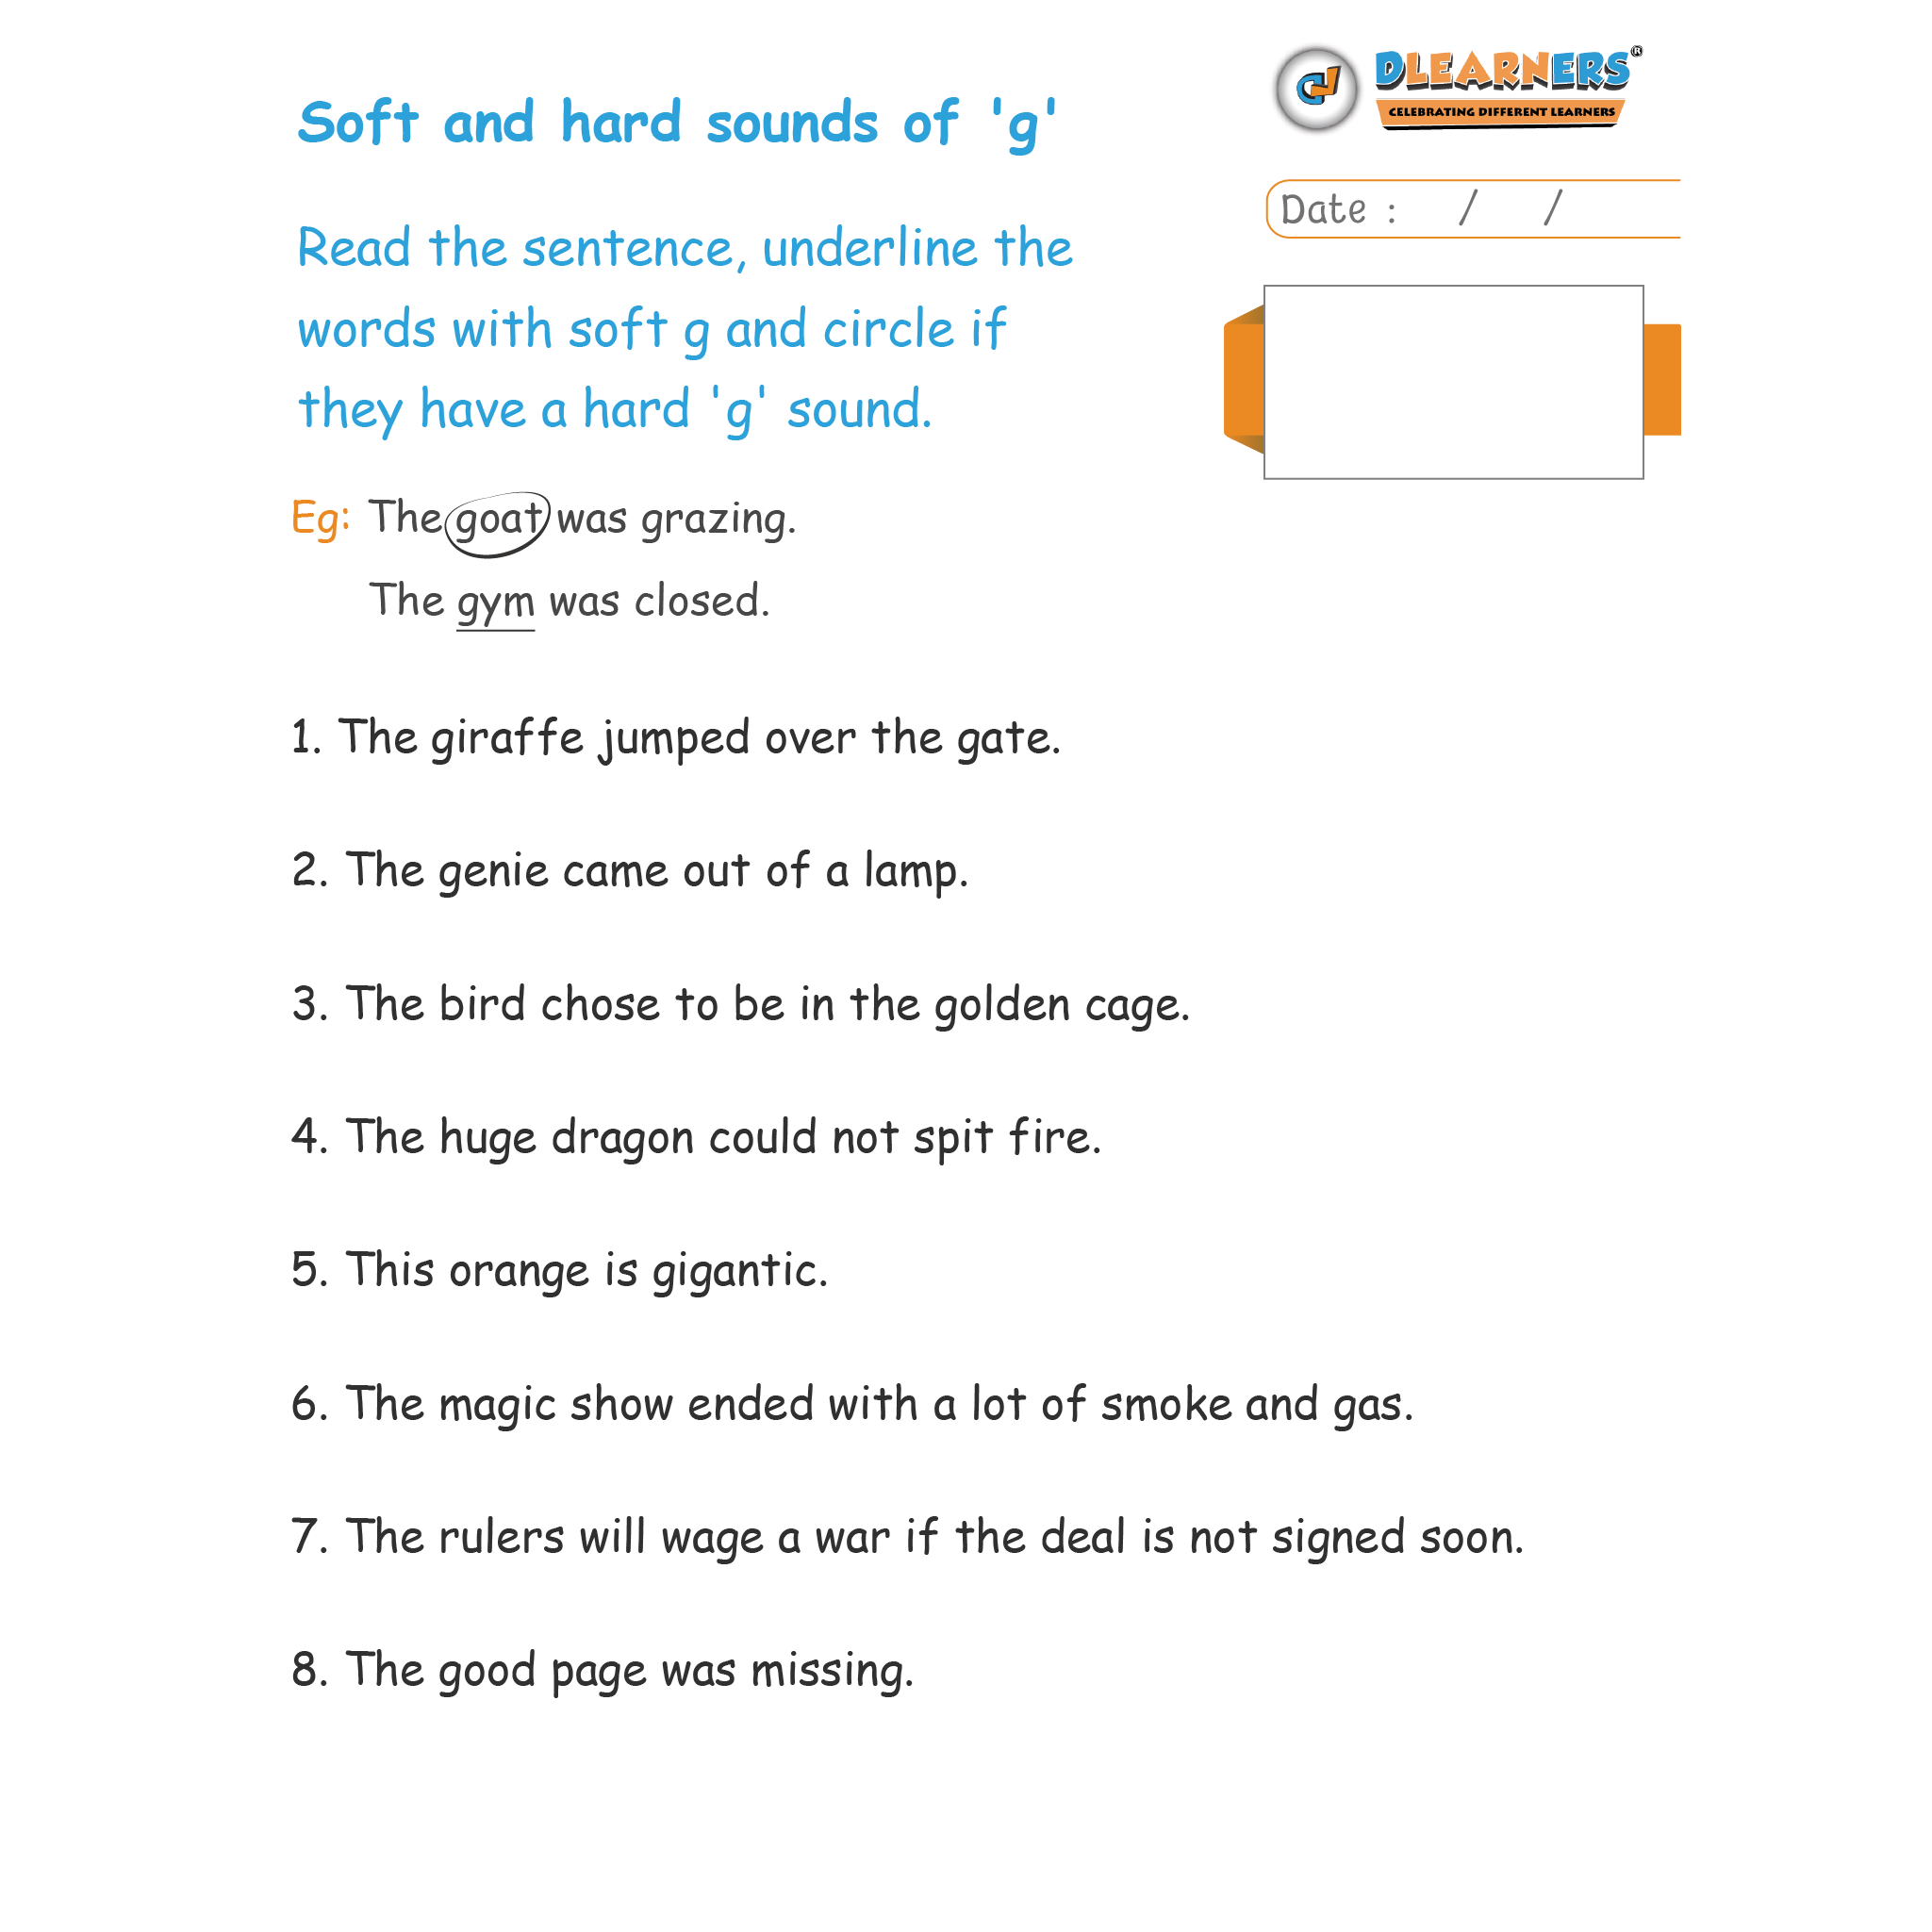 DLEARNERS®
CELEBRATING DIFFERENT LEARNERS
Soft and hard sounds of 'g'
Date : / /
Read the sentence, underline the
words with soft g and circle if
they have a hard 'g' sound.
Eg: The goat was grazing.
The gym was closed.
1. The giraffe jumped over the gate.
2. The genie came out of a lamp.
3. The bird chose to be in the golden cage.
4. The huge dragon could not spit fire.
5. This orange is gigantic.
6. The magic show ended with a lot of smoke and gas.
7. The rulers will wage a war if the deal is not signed soon.
8. The good page was missing.